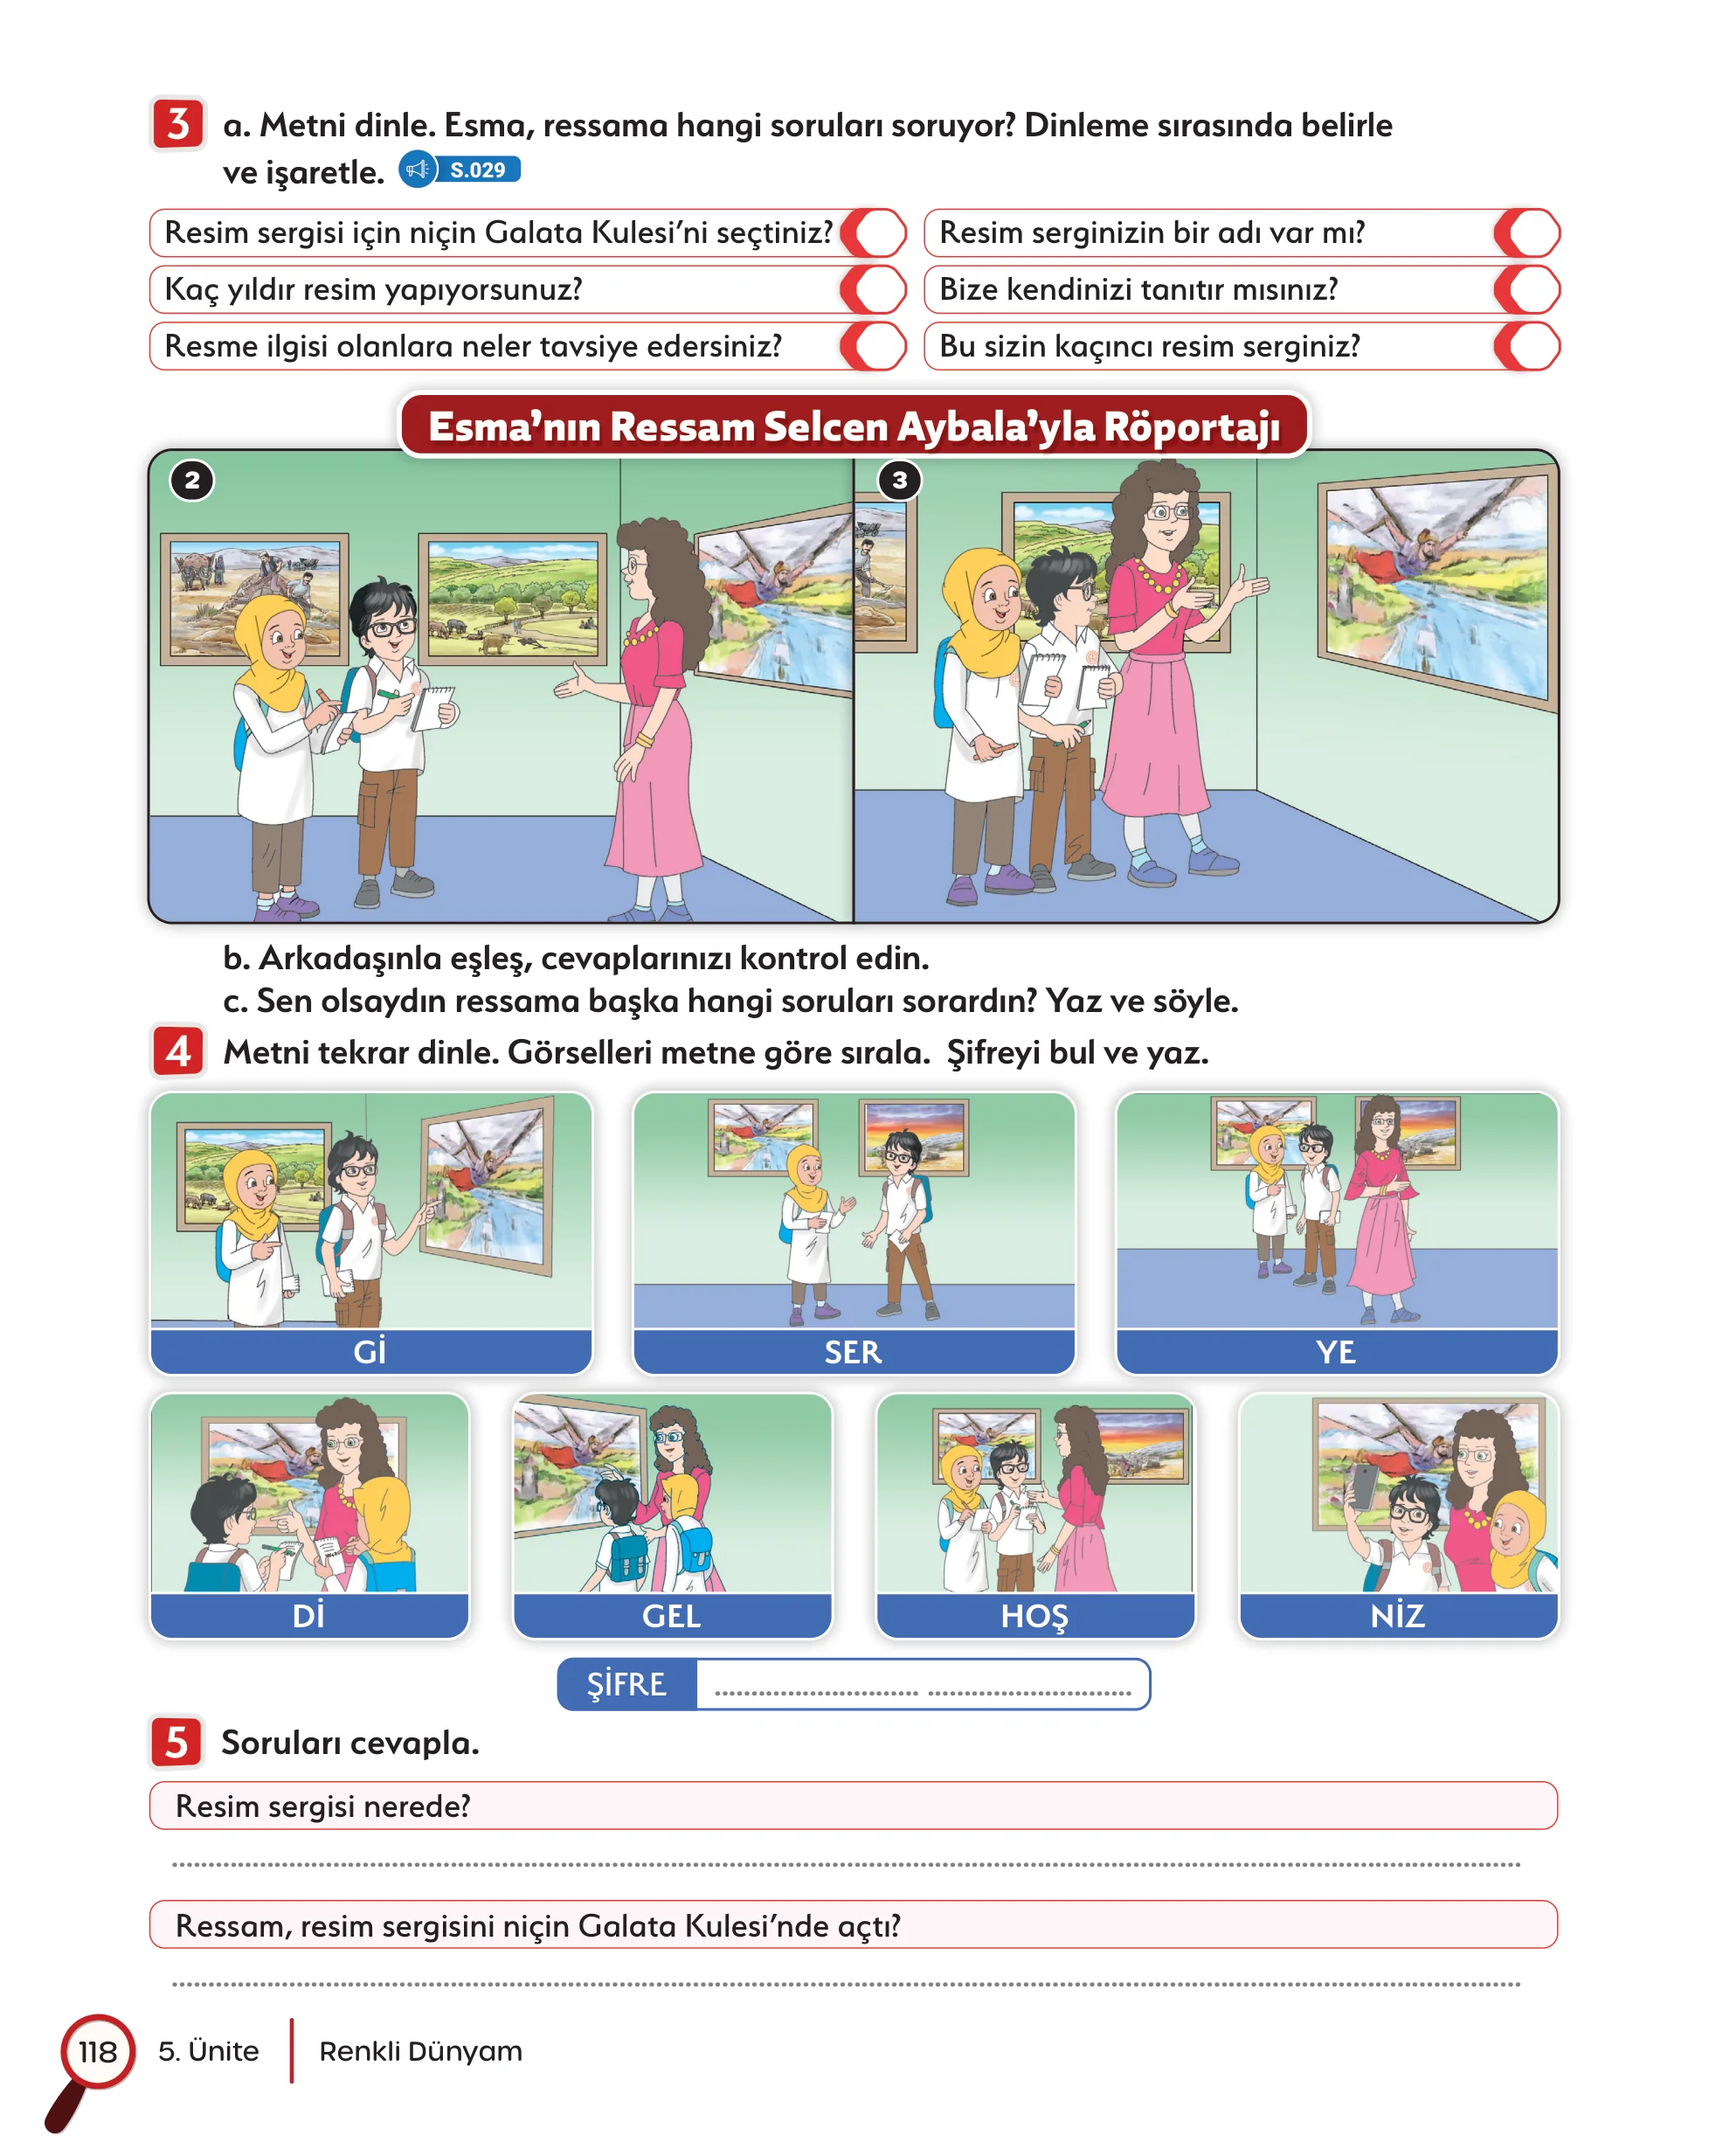 3 a. Metni dinle. Esma, ressama hangi soruları soruyor? Dinleme sırasında belirle
ve işaretle. S.029
Resim sergisi için niçin Galata Kulesi'ni seçtiniz?
Resim serginizin bir adı var mı?
Kaç yıldır resim yapıyorsunuz?
Bize kendinizi tanıtır mısınız?
Resme ilgisi olanlara neler tavsiye edersiniz?
Bu sizin kaçıncı resim serginiz?
Esma'nın Ressam Selcen Aybala'yla Röportajı
2
3
b. Arkadaşınla eşleş, cevaplarınızı kontrol edin.
c. Sen olsaydın ressama başka hangi soruları sorardın? Yaz ve söyle.
4 Metni tekrar dinle. Görselleri metne göre sırala. Şifreyi bul ve yaz.
Gİ
SER
YE
Dİ
GEL
HOŞ
NİZ
ŞİFRE
5 Soruları cevapla.
Resim sergisi nerede?
Ressam, resim sergisini niçin Galata Kulesi'nde açtı?
118 5. Ünite Renkli Dünyam